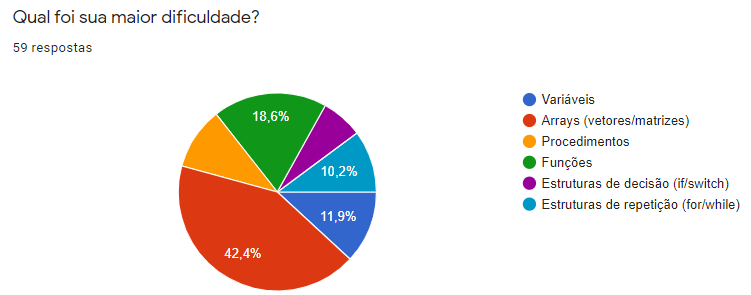 Qual foi sua maior dificuldade?
59 respostas
18,6%
10,2%
11,9%
42,4%
Variáveis
Arrays (vetores/matrizes)
Procedimentos
Funções
Estruturas de decisão (if/switch)
Estruturas de repetição (for/while)